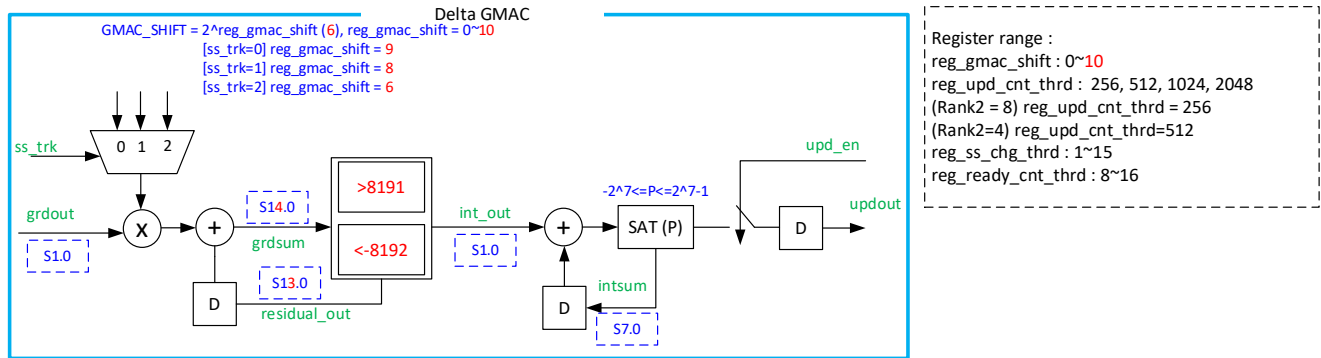 Delta GMAC
GMAC_SHIFT = 2^reg_gmac_shift (6), reg_gmac_shift = 0~10
[ss_trk=0] reg_gmac_shift = 9
[ss_trk=1] reg_gmac_shift = 8
[ss_trk=2] reg_gmac_shift = 6
0 1 2
ss_trk
grdout
S1.0
X
+
S14.0
grdsum
D
S13.0
residual_out
>8191
<-8192
int_out
S1.0
+
-2^7<=P<=2^7-1
SAT (P)
intsum
D
S7.0
upd_en
D
updout
Register range :
reg_gmac_shift : 0~10
reg_upd_cnt_thrd : 256, 512, 1024, 2048
(Rank2 = 8) reg_upd_cnt_thrd = 256
(Rank2=4) reg_upd_cnt_thrd=512
reg_ss_chg_thrd : 1~15
reg_ready_cnt_thrd : 8~16